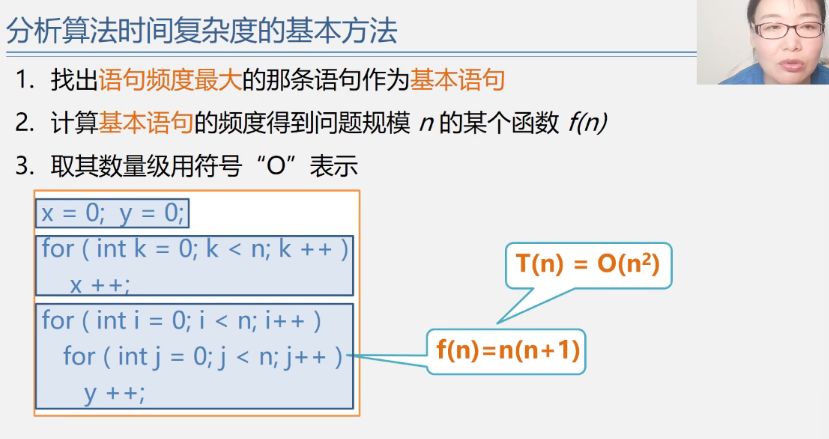 分析算法时间复杂度的基本方法
1. 找出语句频度最大的那条语句作为基本语句
2. 计算基本语句的频度得到问题规模 n 的某个函数 f(n)
3. 取其数量级用符号“O”表示
x = 0; y = 0;
for ( int k = 0; k < n; k ++ )
x ++;
for ( int i = 0; i < n; i++ )
for ( int j = 0; j < n; j++ )
y ++;
T(n) = O(n²)
f(n)=n(n+1)